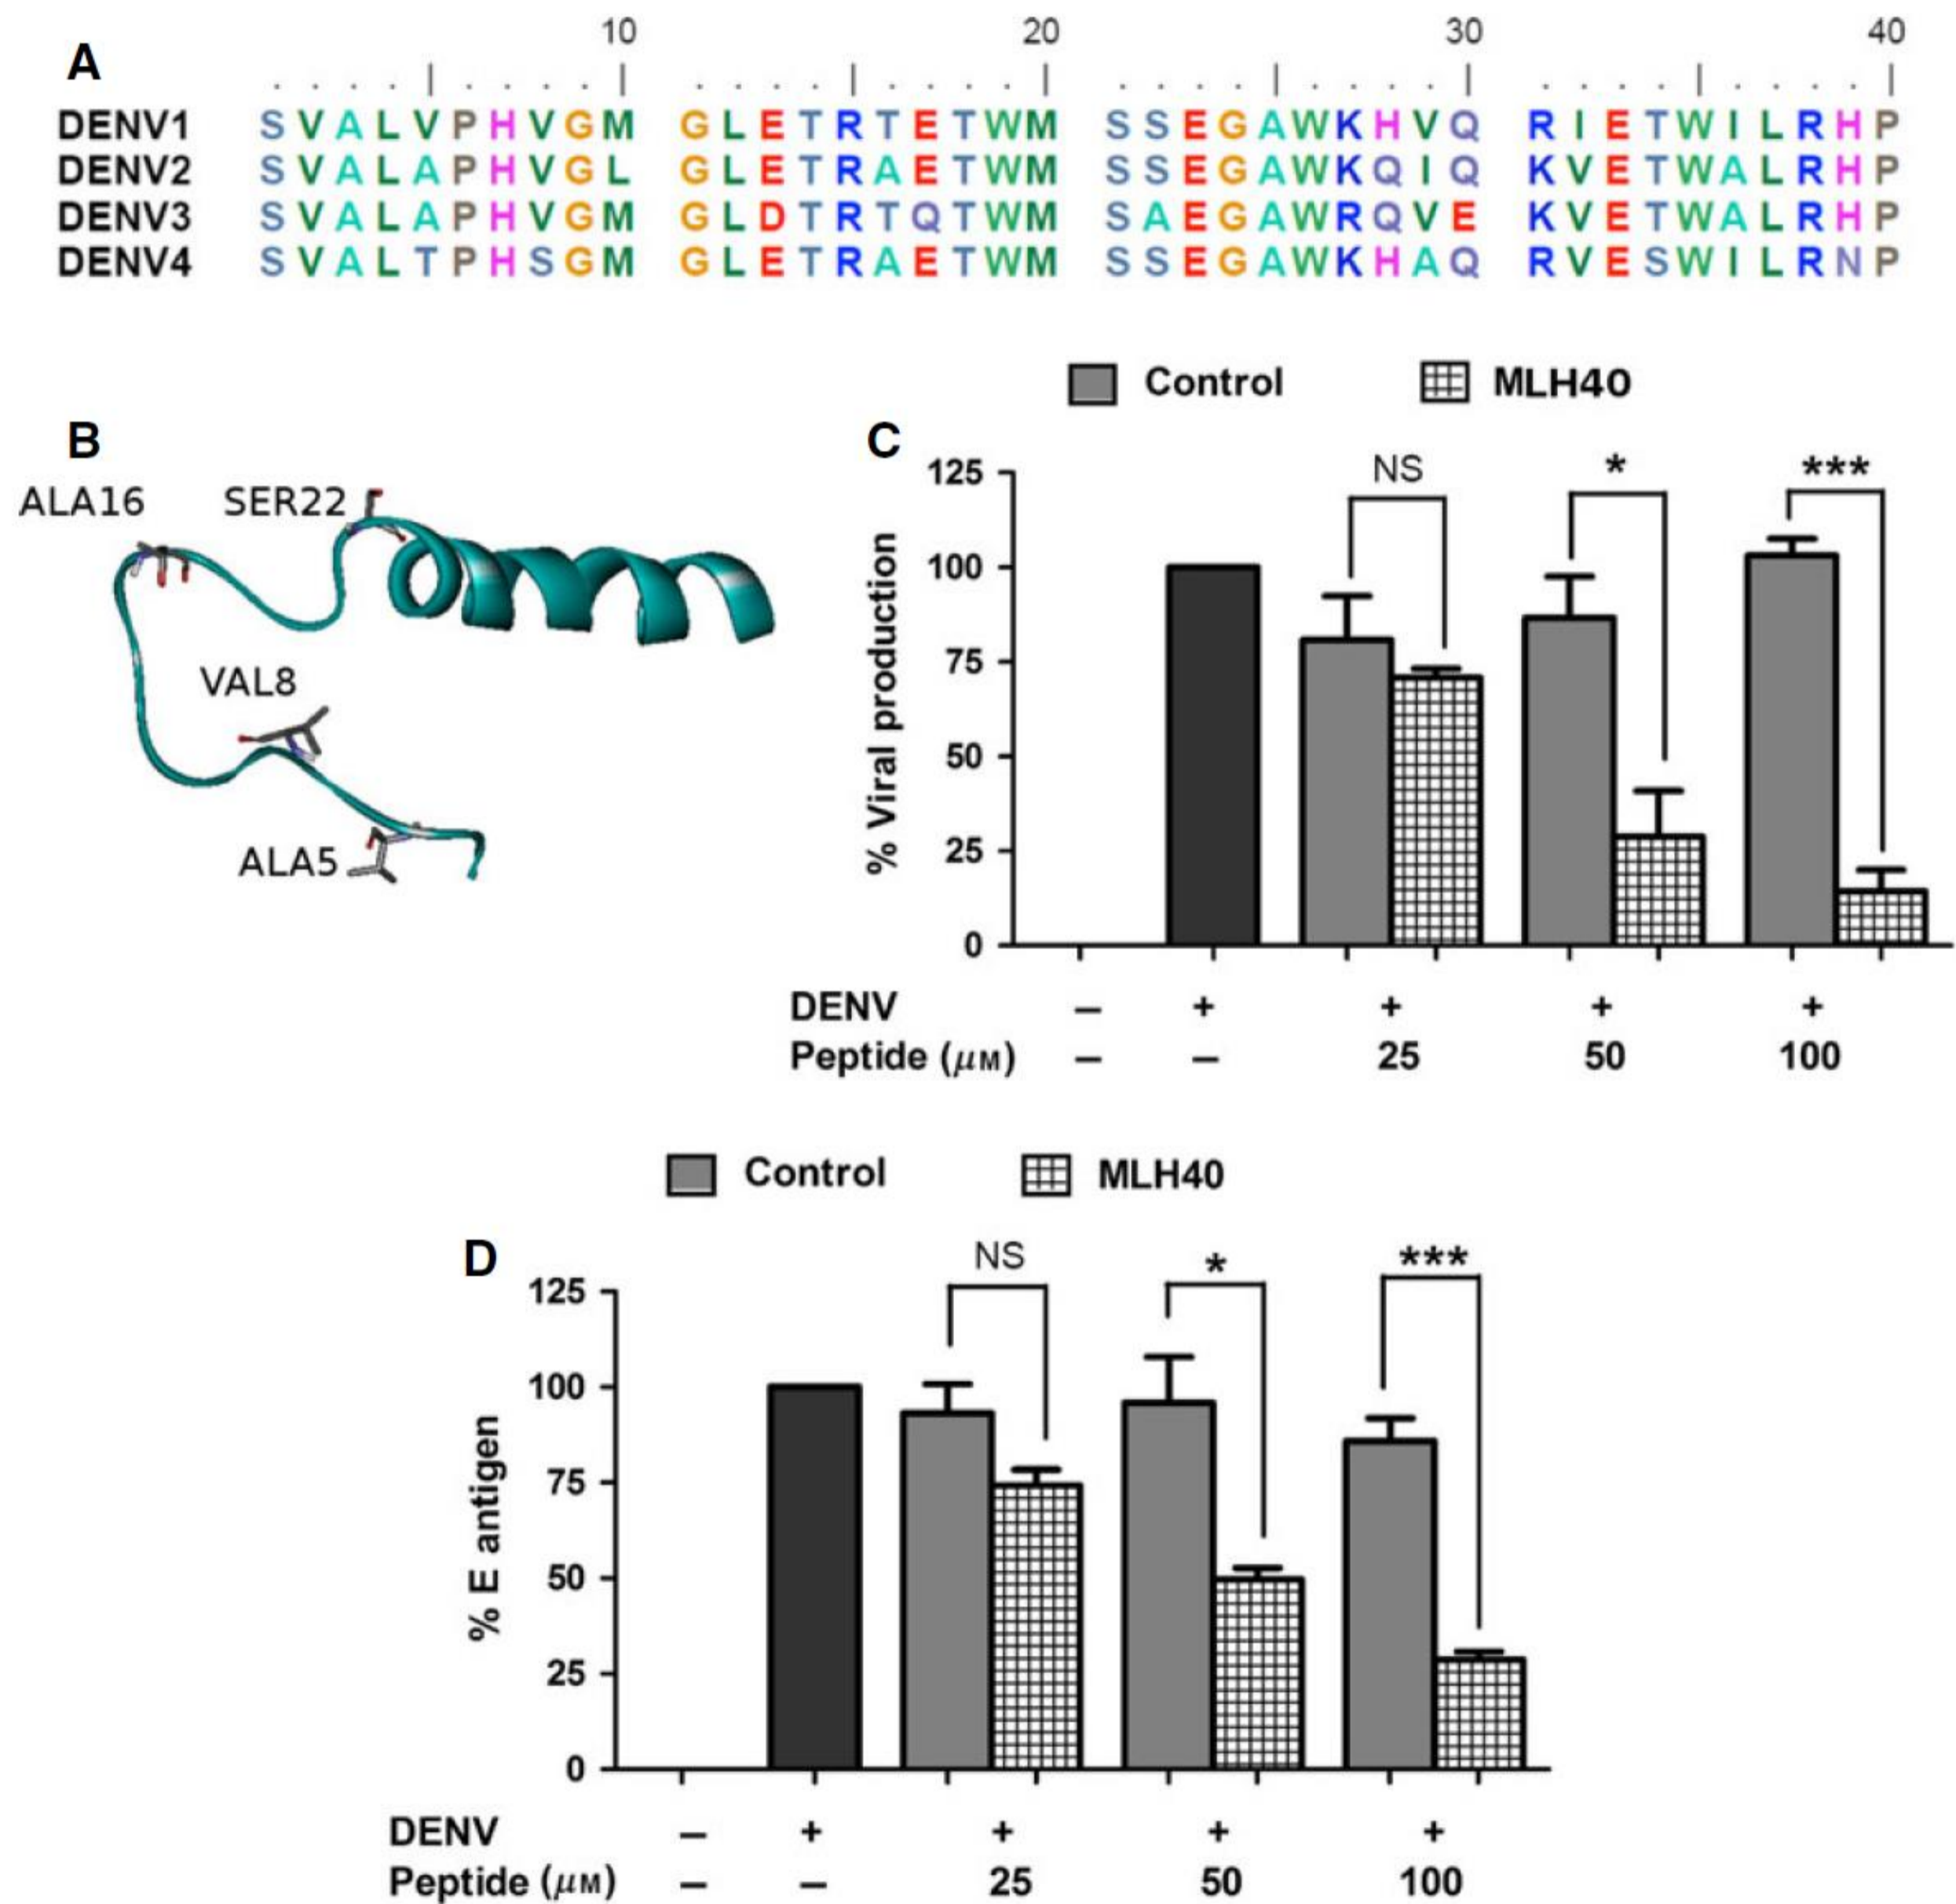 A
10 20 30 40
DENV1 SVALVPHVGM GLETRTETWM SSEGAWKHVQ RIETWILRHP
DENV2 SVALAPHVGL GLETRAETWM SSEGAWKQIQ KVETWALRHP
DENV3 SVALAPHVGM GLDTRTQTWM SAEGAWRQVE KVETWALRHP
DENV4 SVALTPHSGM GLETRAETWM SSEGAWKHAQ RVESWILRNP
B
ALA16 SER22
VAL8
ALA5
Control MLH40
C
NS * ***
125
100
75
50
25
0
% Viral production
DENV – + + + +
Peptide (μM) – – 25 50 100
Control MLH40
D
NS * ***
125
100
75
50
25
0
% E antigen
DENV – + + + +
Peptide (μM) – – 25 50 100